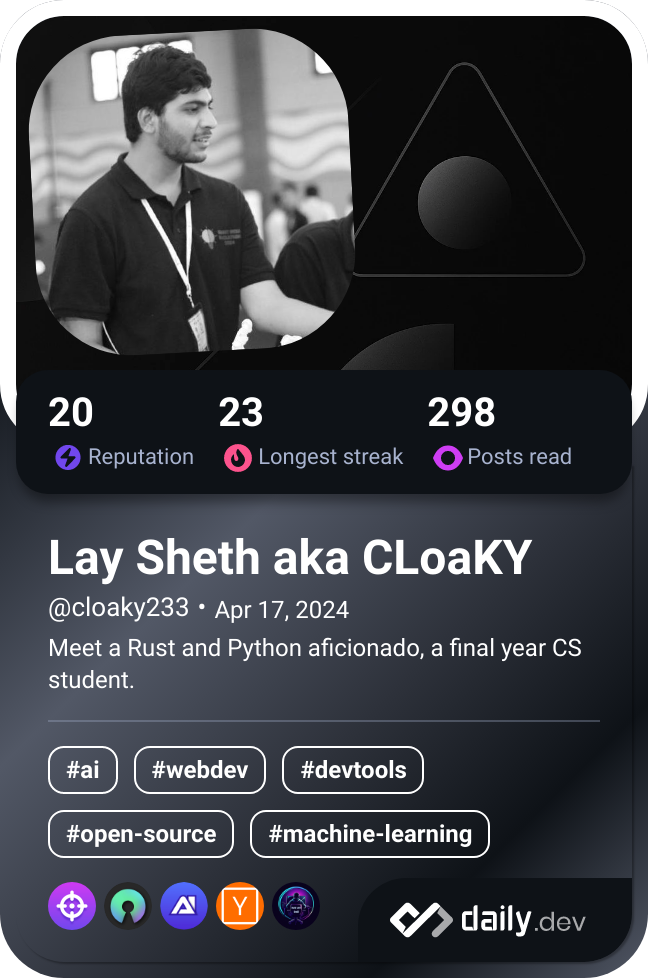 20 23 298
Reputation Longest streak Posts read
Lay Sheth aka CLoaKY
@cloaky233 • Apr 17, 2024
Meet a Rust and Python aficionado, a final year CS
student.
#ai #webdev #devtools
#open-source #machine-learning
Y
daily.dev